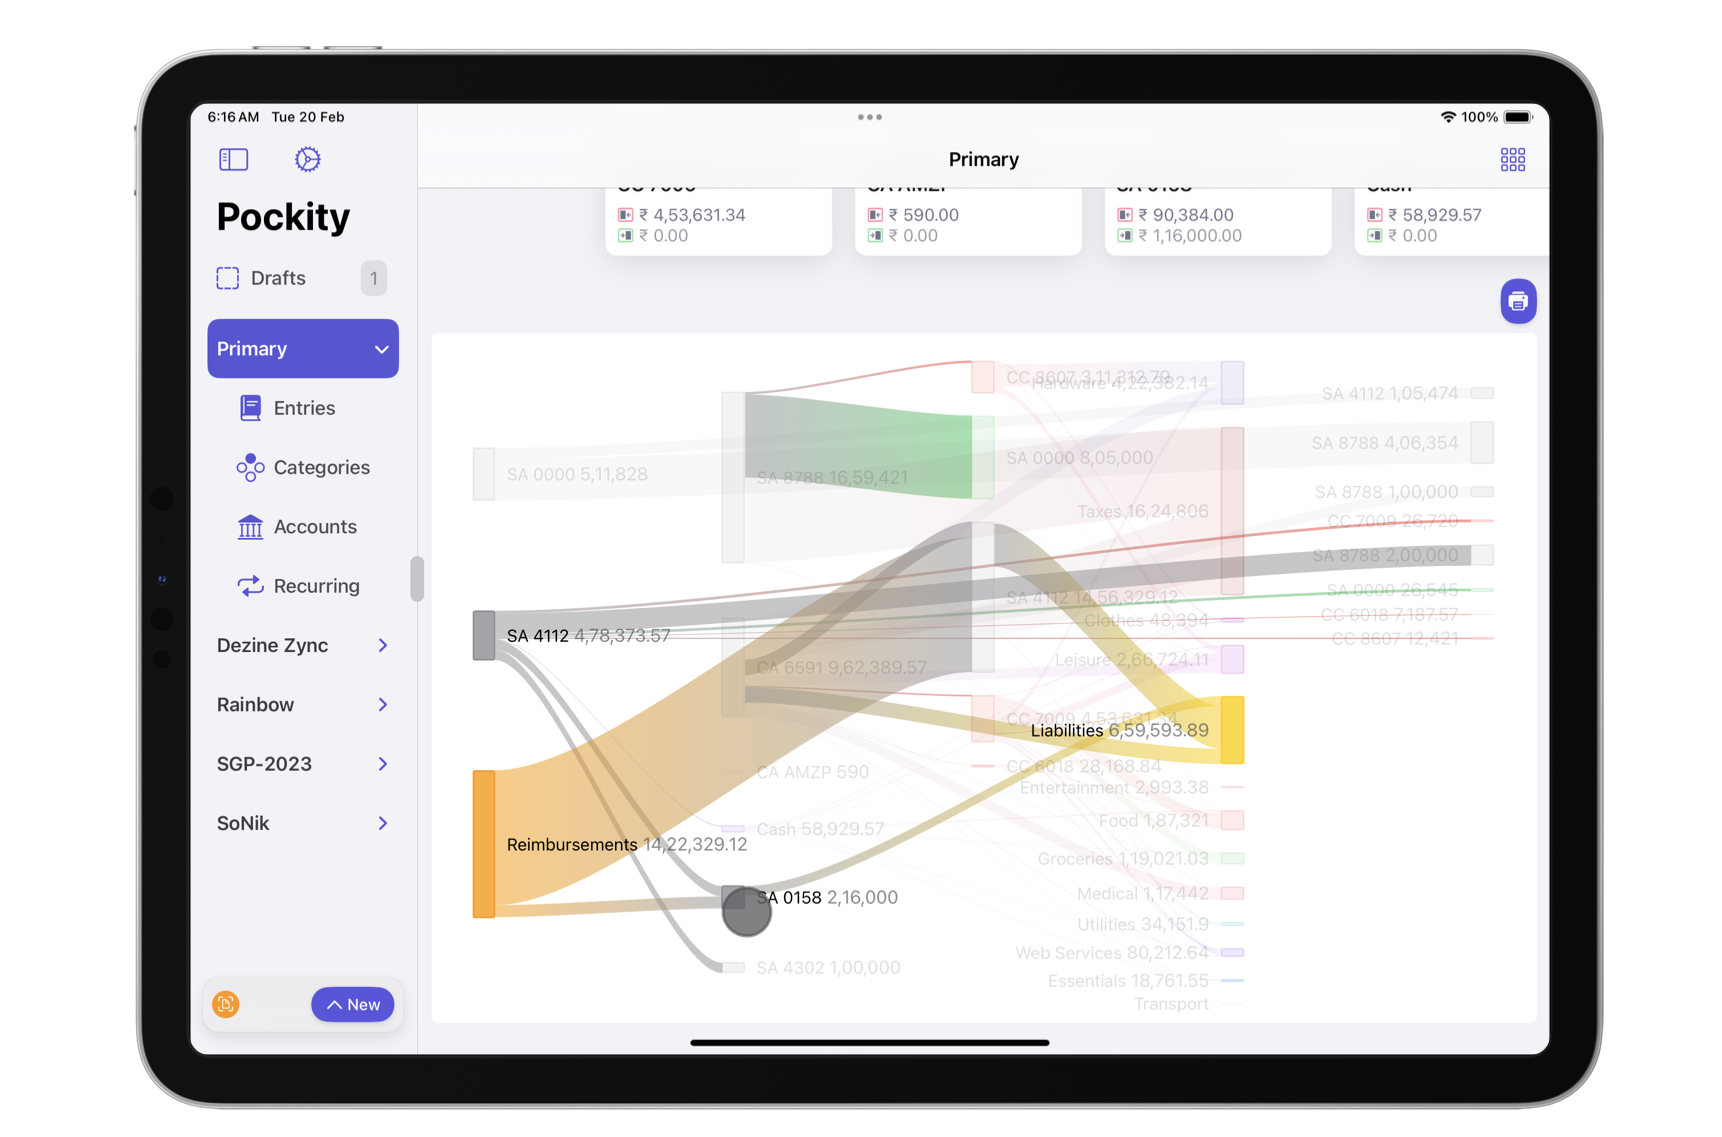 6:16 AM Tue 20 Feb
100%
Primary
Pockity
Drafts 1
Primary
Entries
Categories
Accounts
Recurring
Dezine Zync
Rainbow
SGP-2023
SoNik
New
₹ 4,53,631.34
₹ 0.00
SA AMZP
₹ 590.00
₹ 0.00
SA 0158
₹ 90,384.00
₹ 1,16,000.00
Cash
₹ 58,929.57
₹ 0.00
SA 0000 5,11,828
SA 4112 4,78,373.57
Reimbursements 14,22,329.12
SA 8788 16,59,421
CA 6591 9,62,389.57
CA AMZP 590
Cash 58,929.57
SA 0158 2,16,000
SA 4302 1,00,000
CC 8607 3,11,312.79
SA 0000 8,05,000
SA 4112 14,56,329.12
CC 7009 4,53,631.34
CC 6018 28,168.84
Hardware 4,22,382.14
Taxes 16,24,806
Clothes 48,394
Leisure 2,66,724.11
Liabilities 6,59,593.89
Entertainment 2,993.38
Food 1,87,321
Groceries 1,19,021.03
Medical 1,17,442
Utilities 34,151.9
Web Services 80,212.64
Essentials 18,761.55
Transport
SA 4112 1,05,474
SA 8788 4,06,354
SA 8788 1,00,000
CC 7009 26,720
SA 8788 2,00,000
SA 0000 26,545
CC 6018 7,187.57
CC 8607 12,421